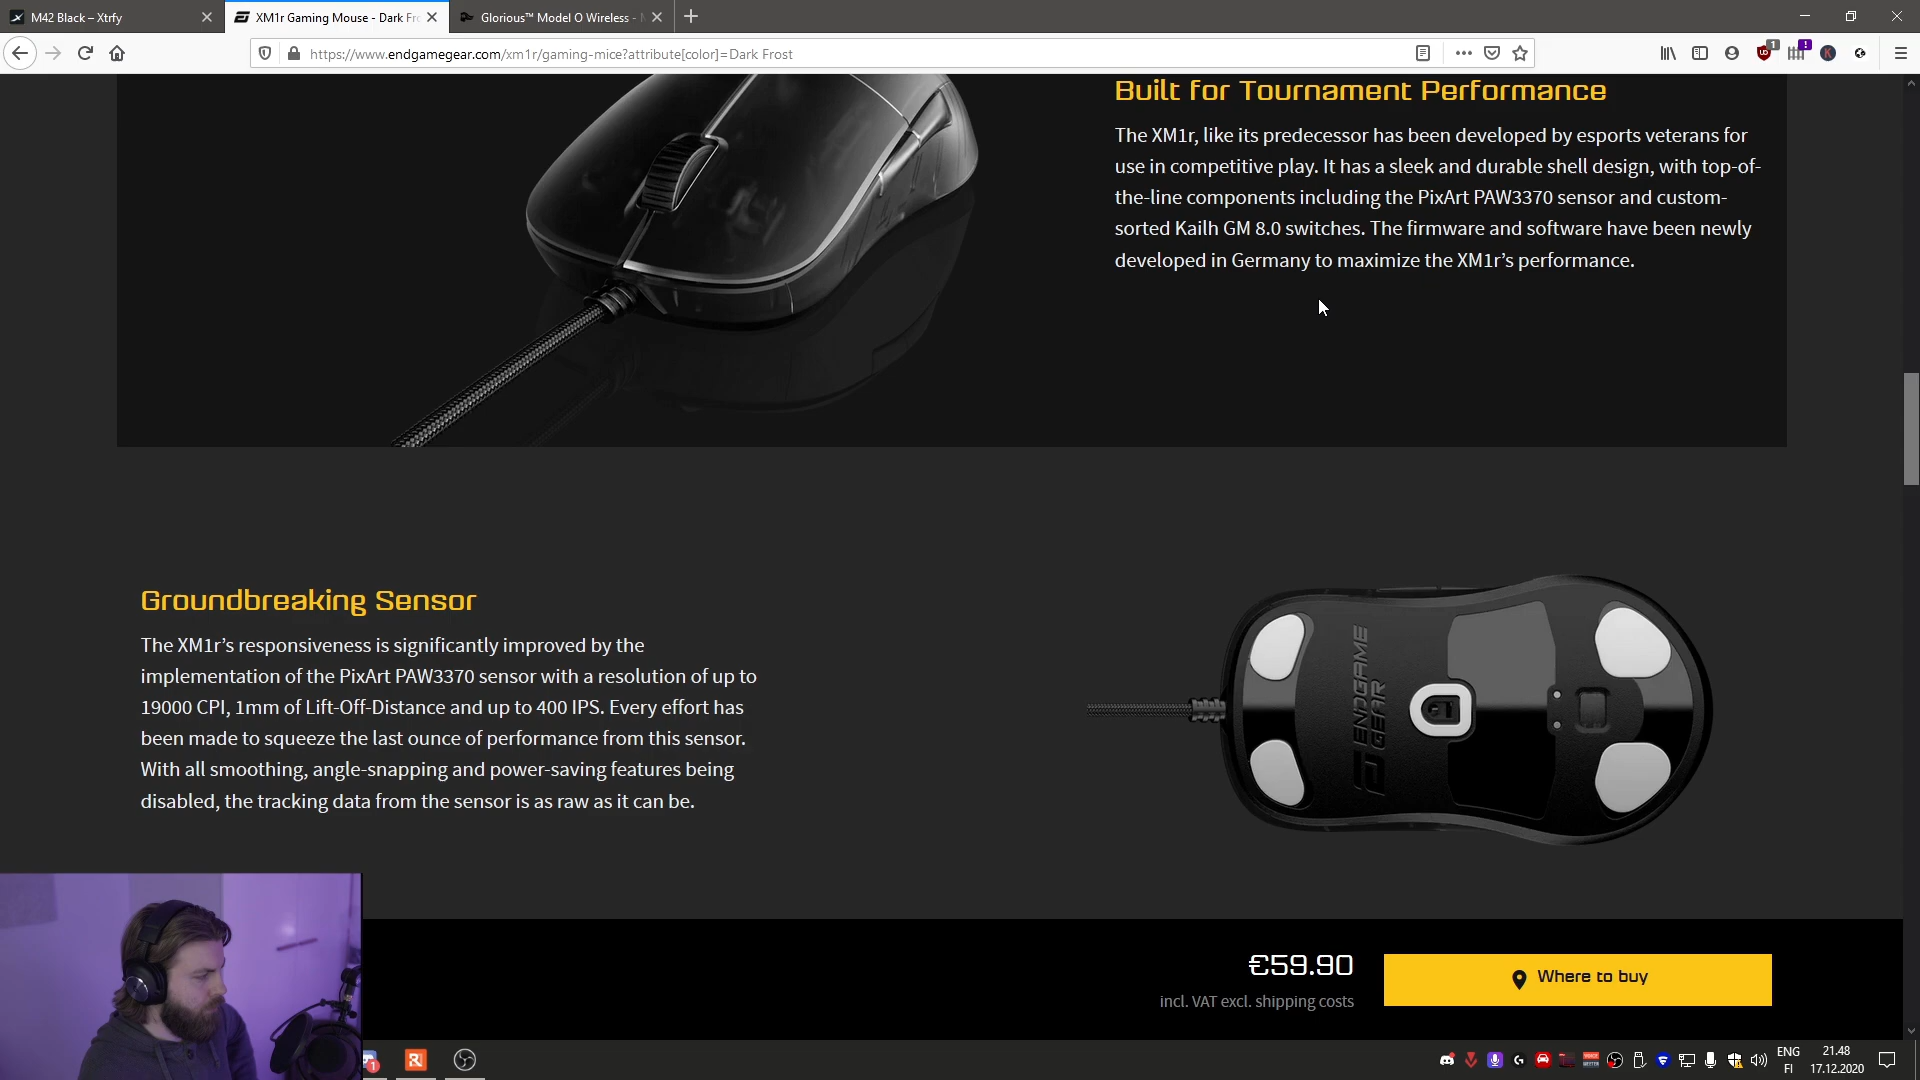 M42 Black – Xtrfy
XM1r Gaming Mouse - Dark Fro
Glorious™ Model O Wireless -
https://www.endgamegear.com/xm1r/gaming-mice?attribute[color]=Dark Frost
1
!
K
Built for Tournament Performance
The XM1r, like its predecessor has been developed by esports veterans for
use in competitive play. It has a sleek and durable shell design, with top-of-
the-line components including the PixArt PAW3370 sensor and custom-
sorted Kailh GM 8.0 switches. The firmware and software have been newly
developed in Germany to maximize the XM1r’s performance.
Groundbreaking Sensor
The XM1r’s responsiveness is significantly improved by the
implementation of the PixArt PAW3370 sensor with a resolution of up to
19000 CPI, 1mm of Lift-Off-Distance and up to 400 IPS. Every effort has
been made to squeeze the last ounce of performance from this sensor.
With all smoothing, angle-snapping and power-saving features being
disabled, the tracking data from the sensor is as raw as it can be.
ENDGAME
GEAR
€59.90
incl. VAT excl. shipping costs
Where to buy
1
ENG
FI
21.48
17.12.2020